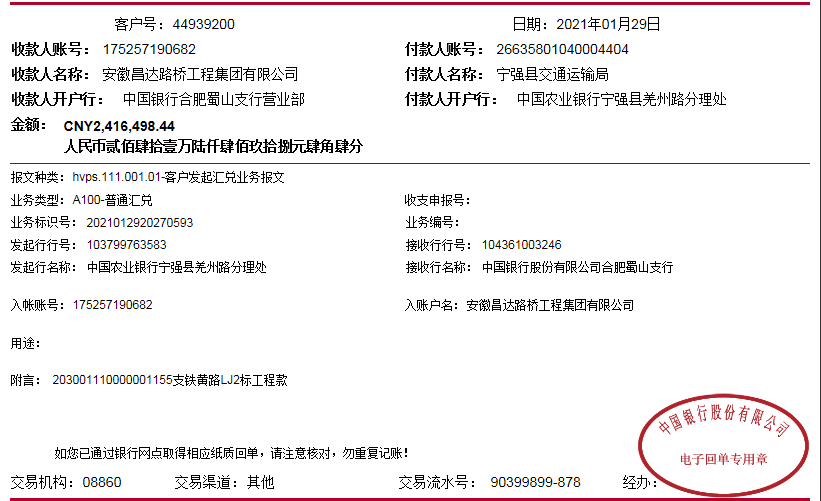 客户号：44939200 日期：2021年01月29日
收款人账号：175257190682 付款人账号：26635801040004404
收款人名称：安徽昌达路桥工程集团有限公司 付款人名称：宁强县交通运输局
收款人开户行：中国银行合肥蜀山支行营业部 付款人开户行：中国农业银行宁强县羌州路分理处
金额：CNY2,416,498.44
人民币贰佰肆拾壹万陆仟肆佰玖拾捌元肆角肆分
报文种类：hvps.111.001.01-客户发起汇兑业务报文
业务类型：A100-普通汇兑 收支申报号：
业务标识号：2021012920270593 业务编号：
发起行行号：103799763583 接收行行号：104361003246
发起行名称：中国农业银行宁强县羌州路分理处 接收行名称：中国银行股份有限公司合肥蜀山支行
入帐账号：175257190682 入账户名：安徽昌达路桥工程集团有限公司
用途：
附言：203001110000001155支铁黄路LJ2标工程款
中国银行股份有限公司
电子回单专用章
如您已通过银行网点取得相应纸质回单，请注意核对，勿重复记账！
交易机构：08860 交易渠道：其他 交易流水号：90399899-878 经办：